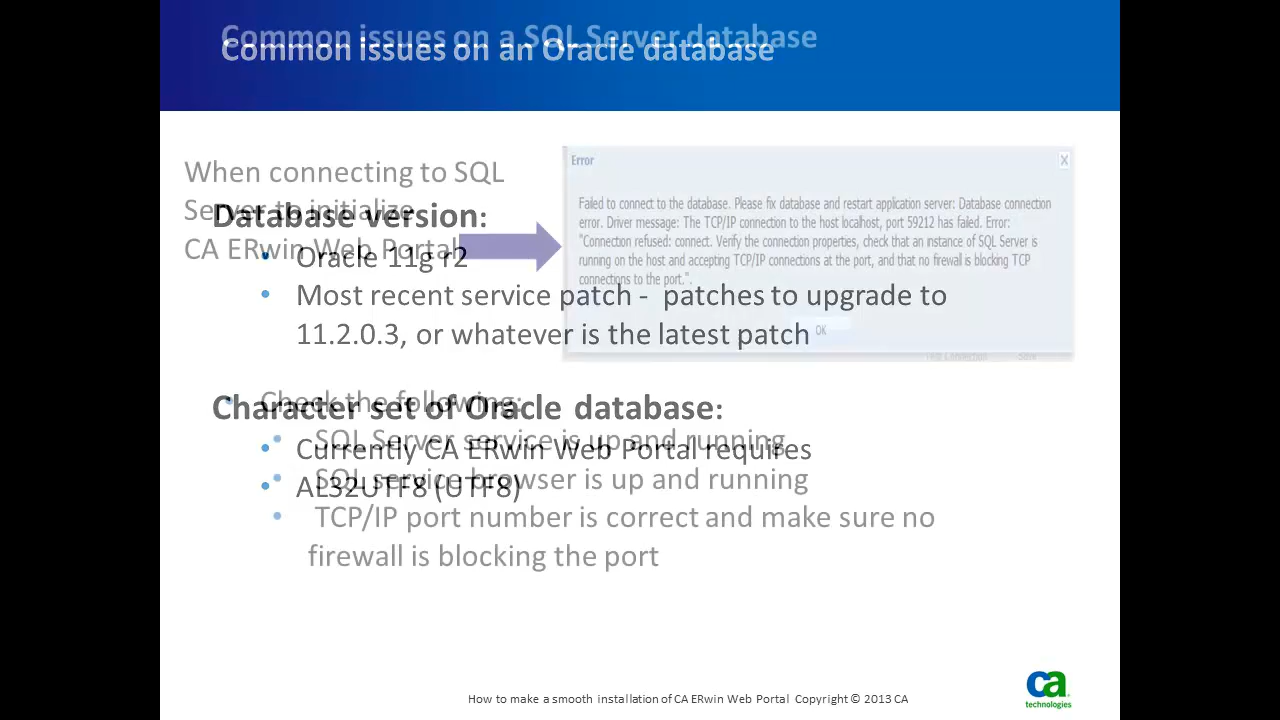 Common issues on a SQL Server database
Common issues on an Oracle database
When connecting to SQL
Server to initialize
CA ERwin Web Portal
Error
X
Failed to connect to the database. Please fix database and restart application server: Database connection
error. Driver message: The TCP/IP connection to the host localhost, port 59212 has failed. Error:
"Connection refused: connect. Verify the connection properties, check that an instance of SQL Server is
running on the host and accepting TCP/IP connections at the port, and that no firewall is blocking TCP
connections to the port.".
OK
Test Connection Save
Database version:
• Oracle 11g r2
• Most recent service patch - patches to upgrade to
11.2.0.3, or whatever is the latest patch
• Check the following:
• SQL Server service is up and running
• SQL service browser is up and running
• TCP/IP port number is correct and make sure no
firewall is blocking the port
Character set of Oracle database:
• Currently CA ERwin Web Portal requires
• AL32UTF8 (UTF8)
How to make a smooth installation of CA ERwin Web Portal Copyright © 2013 CA
ca
technologies